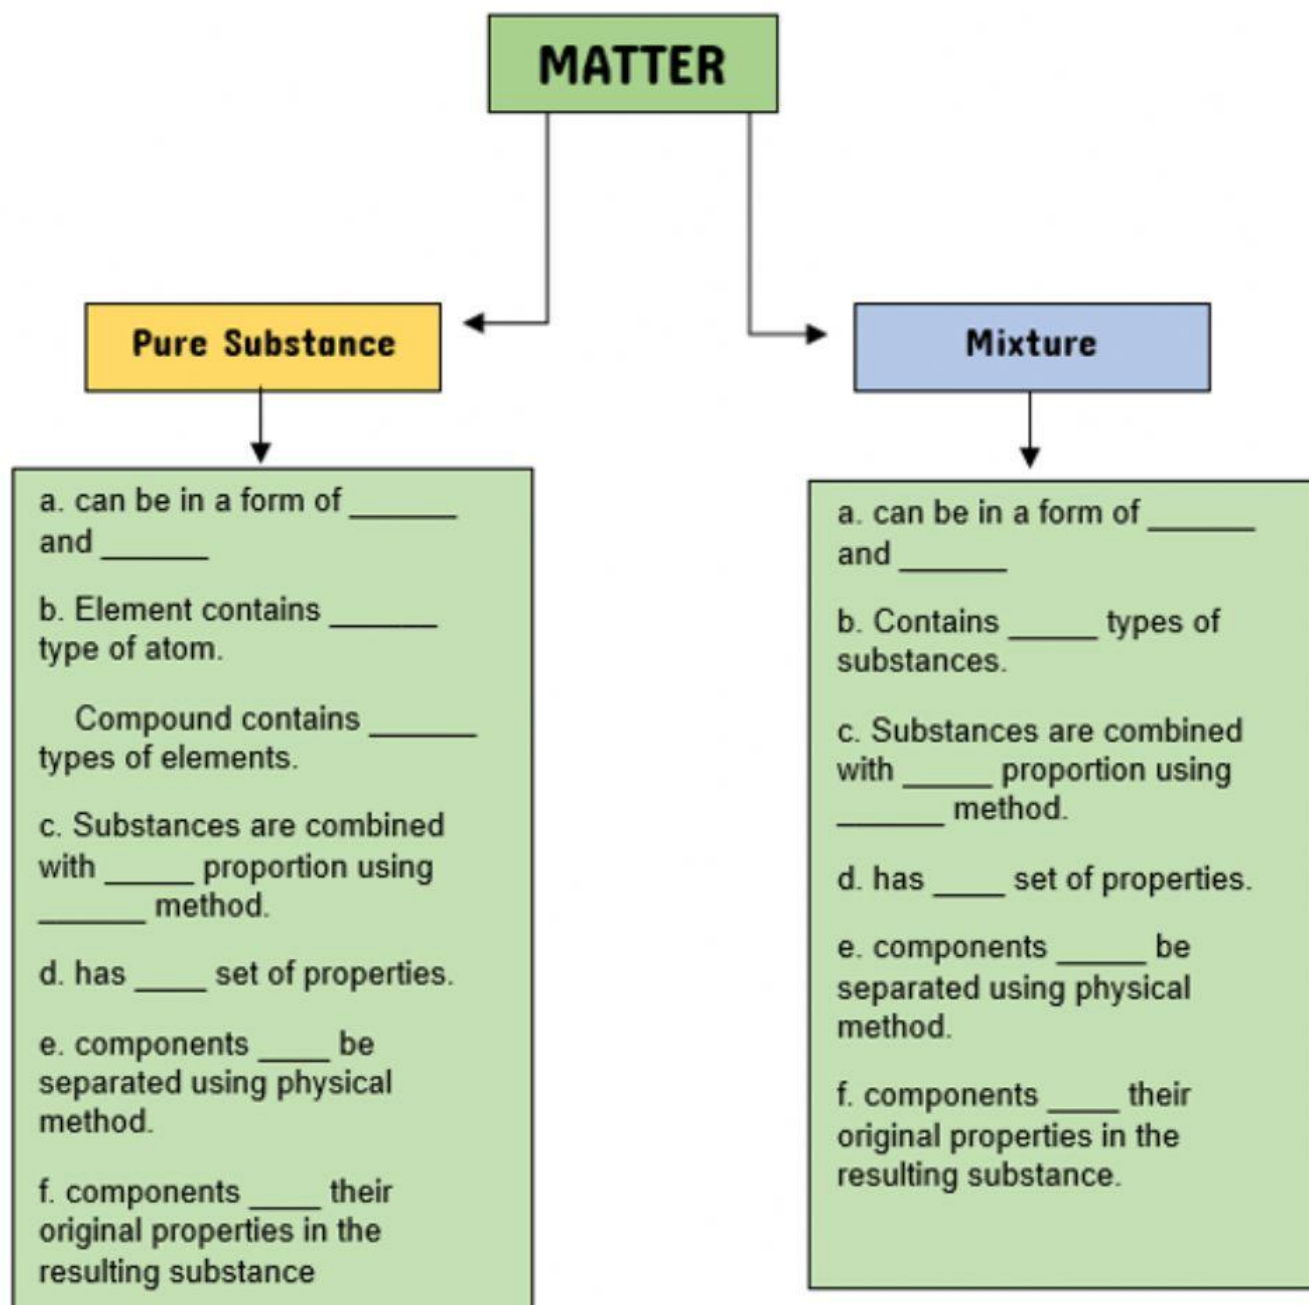 MATTER
Pure Substance
a. can be in a form of ______
and ______
b. Element contains ______
type of atom.
Compound contains ______
types of elements.
c. Substances are combined
with _____ proportion using
______ method.
d. has ____ set of properties.
e. components ____ be
separated using physical
method.
f. components ____ their
original properties in the
resulting substance
Mixture
a. can be in a form of ______
and ______
b. Contains _____ types of
substances.
c. Substances are combined
with _____ proportion using
______ method.
d. has ____ set of properties.
e. components _____ be
separated using physical
method.
f. components ____ their
original properties in the
resulting substance.